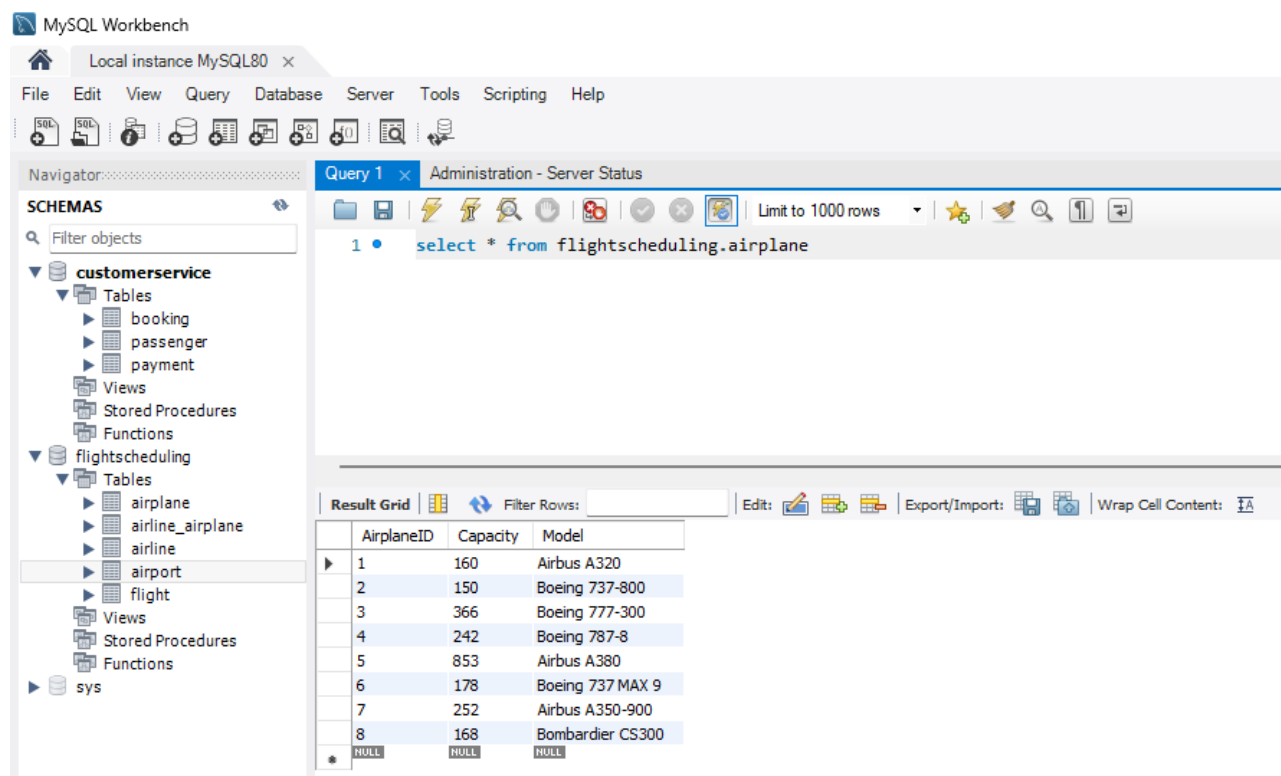 MySQL Workbench
Local instance MySQL80
File Edit View Query Database Server Tools Scripting Help
Navigator
SCHEMAS
Filter objects
customerservice
Tables
booking
passenger
payment
Views
Stored Procedures
Functions
flightscheduling
Tables
airplane
airline_airplane
airline
airport
flight
Views
Stored Procedures
Functions
sys
Query 1 Administration - Server Status
Limit to 1000 rows
1 select * from flightscheduling.airplane
Result Grid Filter Rows: Edit: Export/Import: Wrap Cell Content:
AirplaneID Capacity Model
1 160 Airbus A320
2 150 Boeing 737-800
3 366 Boeing 777-300
4 242 Boeing 787-8
5 853 Airbus A380
6 178 Boeing 737 MAX 9
7 252 Airbus A350-900
8 168 Bombardier CS300
NULL NULL NULL